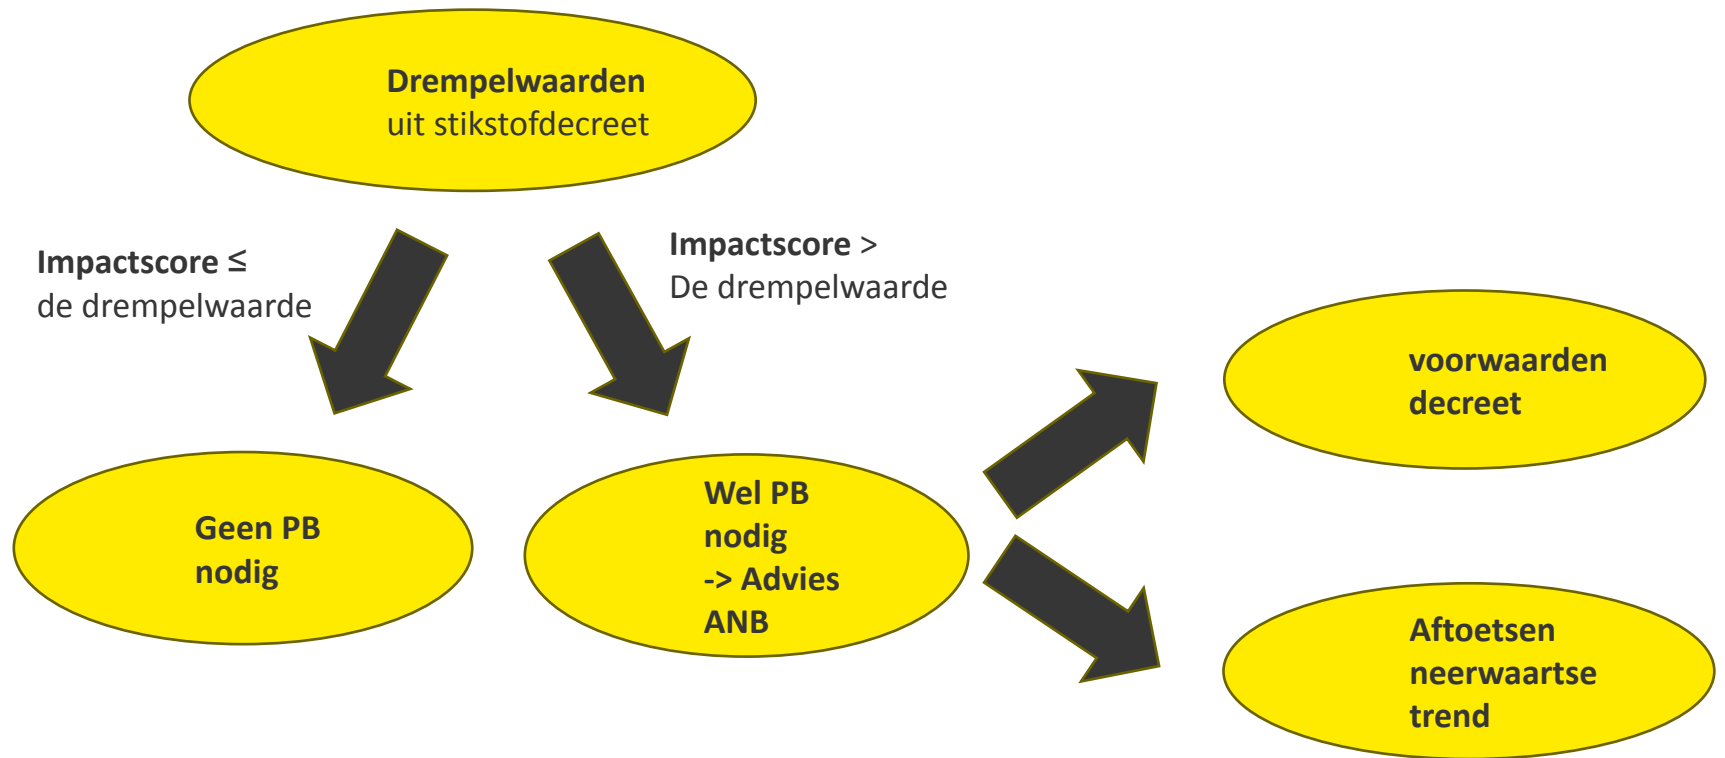 Drempelwaarden
uit stikstofdecreet
Impactscore ≤
de drempelwaarde
Impactscore >
De drempelwaarde
Geen PB
nodig
Wel PB
nodig
-> Advies
ANB
voorwaarden
decreet
Aftoetsen
neerwaartse
trend